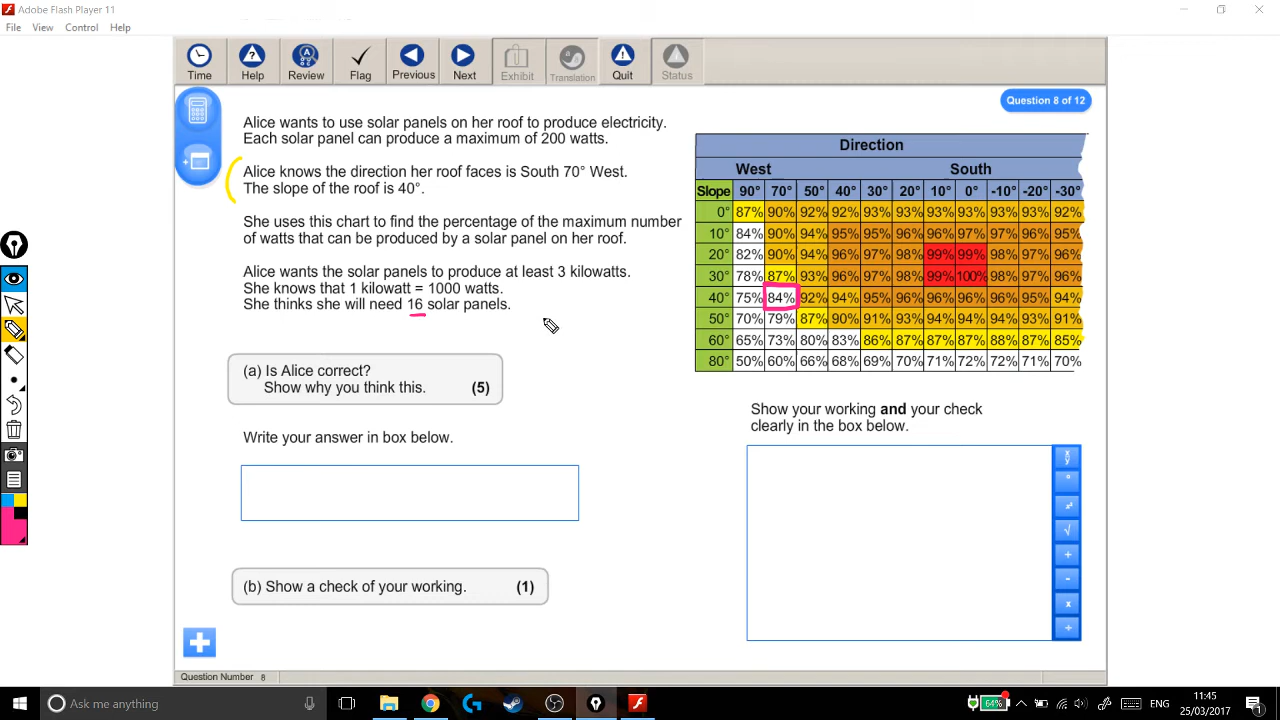 Adobe Flash Player 11
File View Control Help
Time Help Review Flag Previous Next Exhibit Translation Quit Status
Question 8 of 12
Alice wants to use solar panels on her roof to produce electricity.
Each solar panel can produce a maximum of 200 watts.
Alice knows the direction her roof faces is South 70° West.
The slope of the roof is 40°.
She uses this chart to find the percentage of the maximum number
of watts that can be produced by a solar panel on her roof.
Alice wants the solar panels to produce at least 3 kilowatts.
She knows that 1 kilowatt = 1000 watts.
She thinks she will need 16 solar panels.
(a) Is Alice correct?
Show why you think this. (5)
Write your answer in box below.
(b) Show a check of your working. (1)
Direction
West South
Slope 90° 70° 50° 40° 30° 20° 10° 0° -10° -20° -30°
0° 87% 90% 92% 92% 93% 93% 93% 93% 93% 93% 92%
10° 84% 90% 94% 95% 95% 96% 96% 97% 97% 96% 95%
20° 82% 90% 94% 96% 97% 98% 99% 99% 98% 97% 96%
30° 78% 87% 93% 96% 97% 98% 99% 100% 98% 97% 96%
40° 75% 84% 92% 94% 95% 96% 96% 96% 96% 95% 94%
50° 70% 79% 87% 90% 91% 93% 94% 94% 94% 93% 91%
60° 65% 73% 80% 83% 86% 87% 87% 87% 88% 87% 85%
80° 50% 60% 66% 68% 69% 70% 71% 72% 72% 71% 70%
Show your working and your check
clearly in the box below.
x
y
°
x²
√
+
-
x
÷
Question Number 8
Ask me anything
64%
11:45
25/03/2017
1